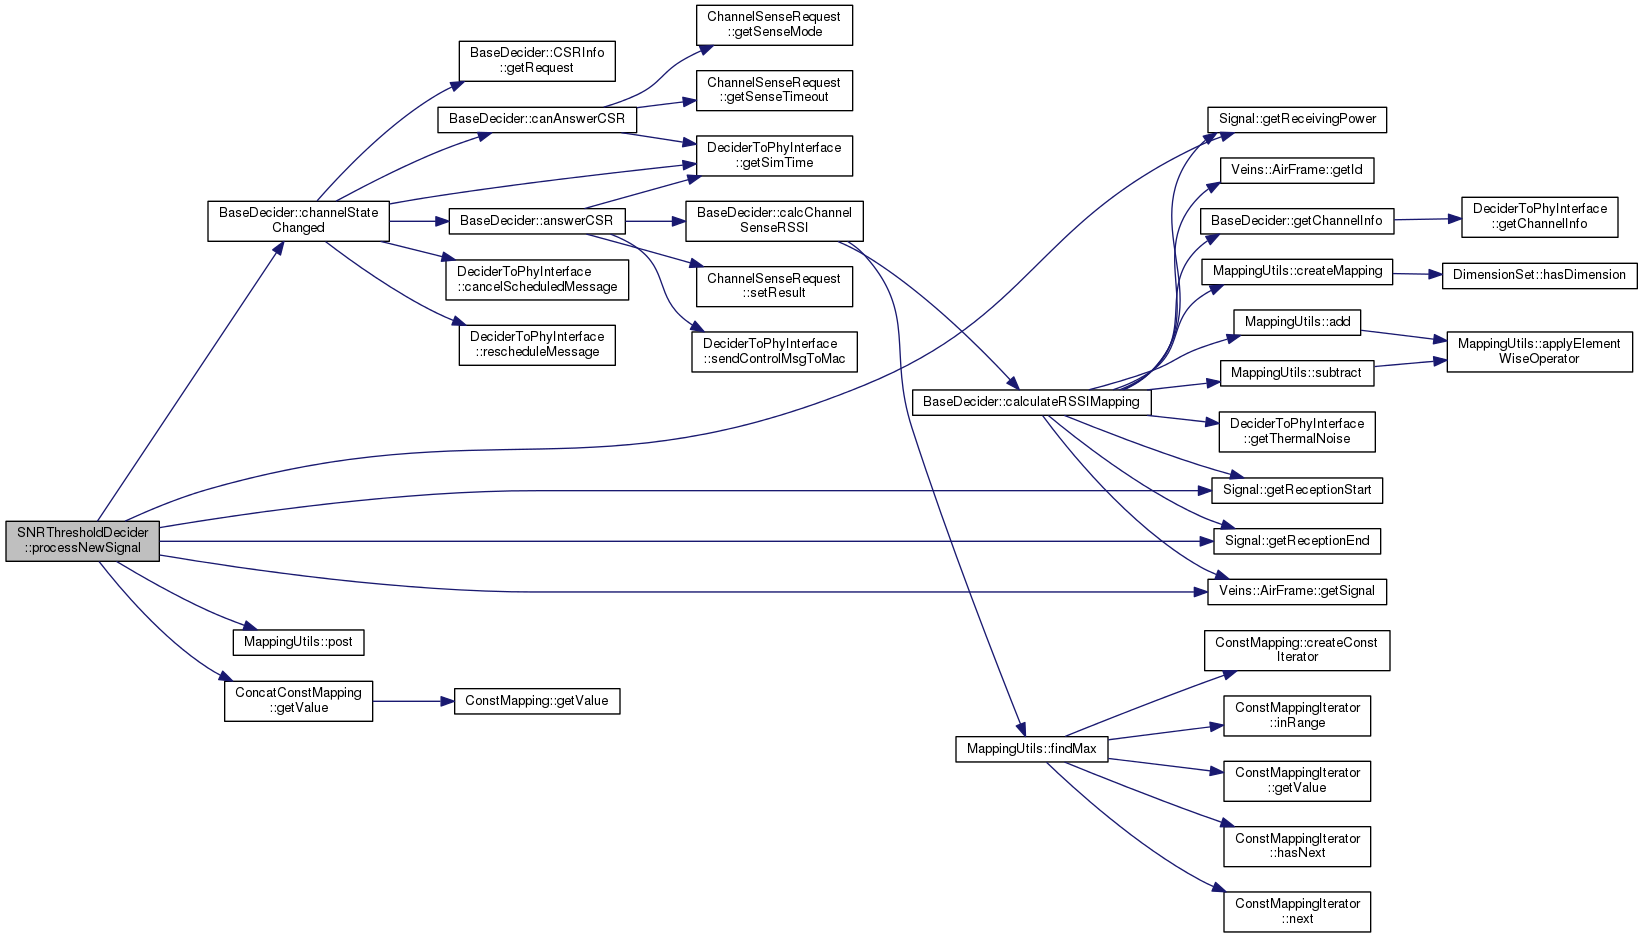 SNRThresholdDecider
::processNewSignal
BaseDecider::channelState
Changed
MappingUtils::post
ConcatConstMapping
::getValue
BaseDecider::CSRInfo
::getRequest
BaseDecider::canAnswerCSR
BaseDecider::answerCSR
DeciderToPhyInterface
::cancelScheduledMessage
DeciderToPhyInterface
::rescheduleMessage
ConstMapping::getValue
ChannelSenseRequest
::getSenseMode
ChannelSenseRequest
::getSenseTimeout
DeciderToPhyInterface
::getSimTime
BaseDecider::calcChannel
SenseRSSI
ChannelSenseRequest
::setResult
DeciderToPhyInterface
::sendControlMsgToMac
BaseDecider::calculateRSSIMapping
MappingUtils::findMax
Signal::getReceivingPower
Veins::AirFrame::getId
BaseDecider::getChannelInfo
MappingUtils::createMapping
MappingUtils::add
MappingUtils::subtract
DeciderToPhyInterface
::getThermalNoise
Signal::getReceptionStart
Signal::getReceptionEnd
Veins::AirFrame::getSignal
ConstMapping::createConst
Iterator
ConstMappingIterator
::inRange
ConstMappingIterator
::getValue
ConstMappingIterator
::hasNext
ConstMappingIterator
::next
DeciderToPhyInterface
::getChannelInfo
DimensionSet::hasDimension
MappingUtils::applyElement
WiseOperator